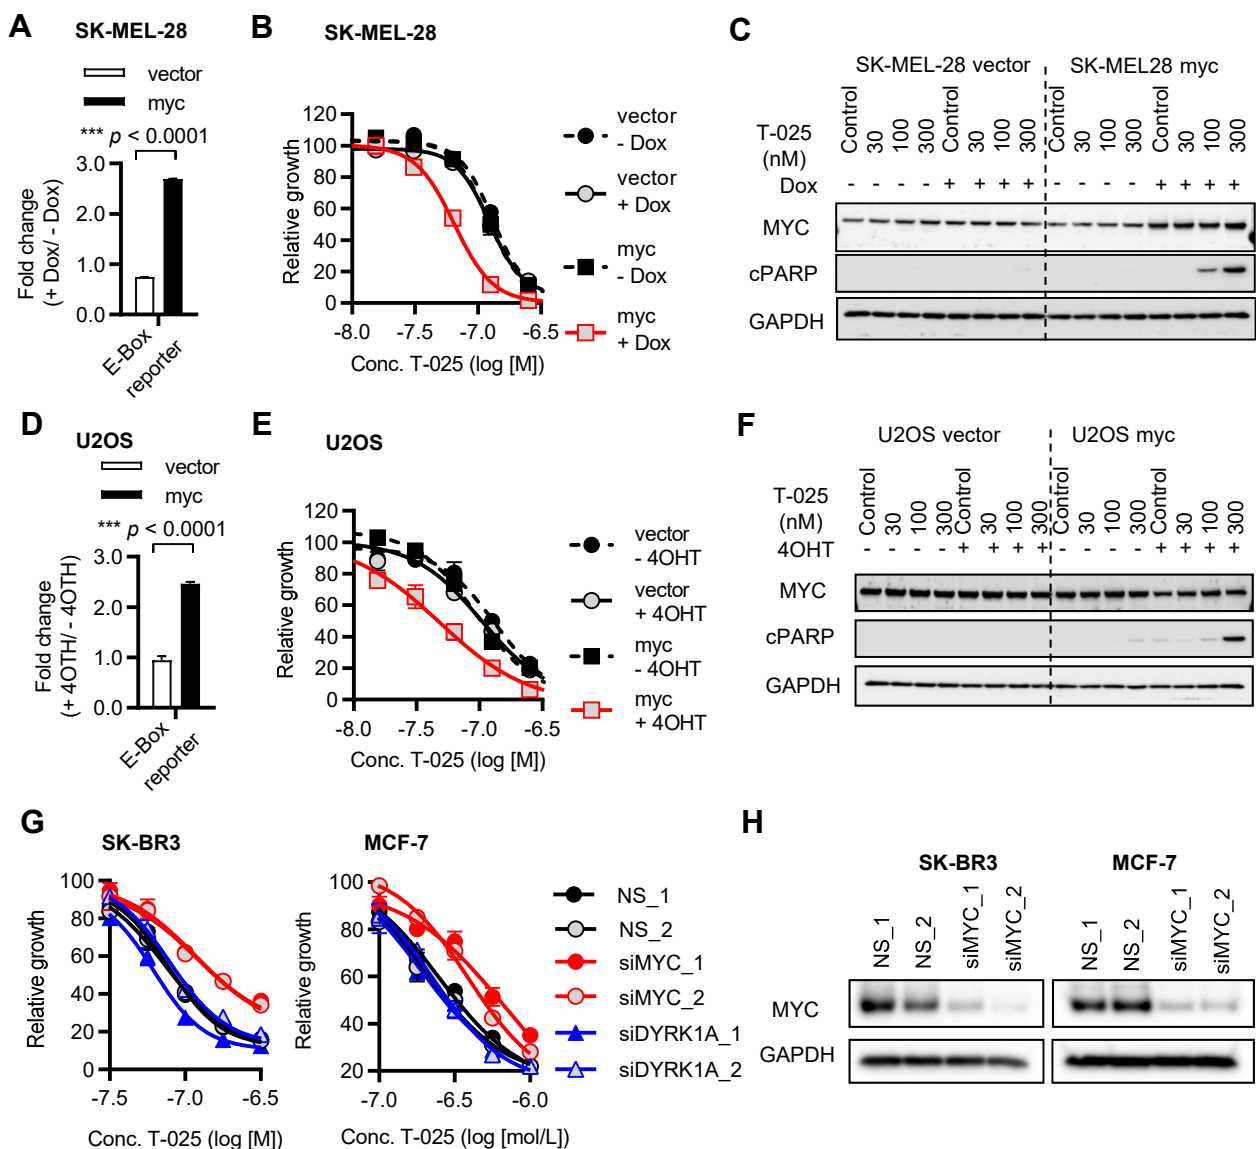 A
SK-MEL-28
vector
myc
*** p < 0.0001
3.0
2.0
1.0
0.0
Fold change
(+ Dox/ - Dox)
E-Box
reporter
B
SK-MEL-28
120
100
80
60
40
20
0
Relative growth
-8.0 -7.5 -7.0 -6.5
Conc. T-025 (log [M])
vector
- Dox
vector
+ Dox
myc
- Dox
myc
+ Dox
C
SK-MEL-28 vector SK-MEL28 myc
T-025
(nM)
Control 30 100 300 Control 30 100 300 Control 30 100 300 Control 30 100 300
Dox - - - - + + + + - - - - + + + +
MYC
cPARP
GAPDH
D
U2OS
vector
myc
*** p < 0.0001
3.0
2.0
1.0
0.0
Fold change
(+ 4OTH/ - 4OTH)
E-Box
reporter
E
U2OS
120
100
80
60
40
20
0
Relative growth
-8.0 -7.5 -7.0 -6.5
Conc. T-025 (log [M])
vector
- 4OHT
vector
+ 4OHT
myc
- 4OHT
myc
+ 4OHT
F
U2OS vector U2OS myc
T-025
(nM)
Control 30 100 300 Control 30 100 300 Control 30 100 300 Control 30 100 300
4OHT - - - - + + + + - - - - + + + +
MYC
cPARP
GAPDH
G
SK-BR3
100
80
60
40
20
0
Relative growth
-7.5 -7.0 -6.5
Conc. T-025 (log [M])
MCF-7
100
80
60
40
20
Relative growth
-7.0 -6.5 -6.0
Conc. T-025 (log [mol/L])
NS_1
NS_2
siMYC_1
siMYC_2
siDYRK1A_1
siDYRK1A_2
H
SK-BR3 MCF-7
NS_1 NS_2 siMYC_1 siMYC_2 NS_1 NS_2 siMYC_1 siMYC_2
MYC
GAPDH